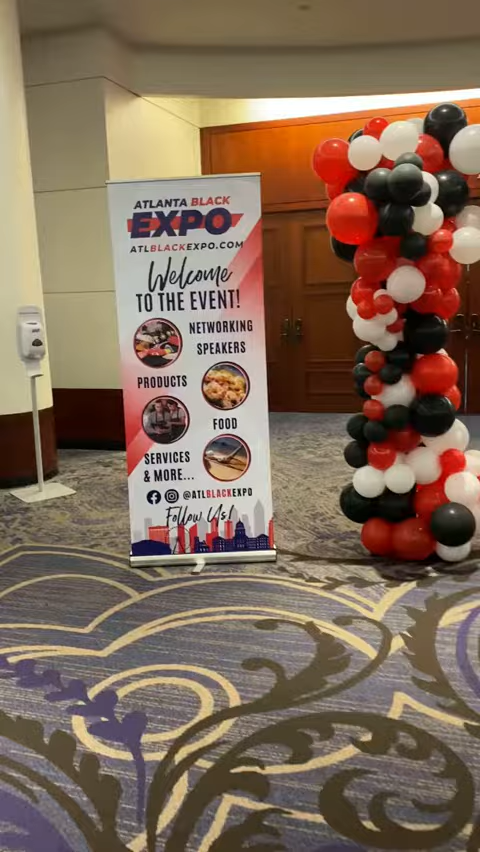 ATLANTA BLACK
EXPO
ATLBLACKEXPO.COM
Welcome
TO THE EVENT!
NETWORKING
SPEAKERS
PRODUCTS
FOOD
SERVICES
& MORE...
@ATLBLACKEXPO
Follow Us!